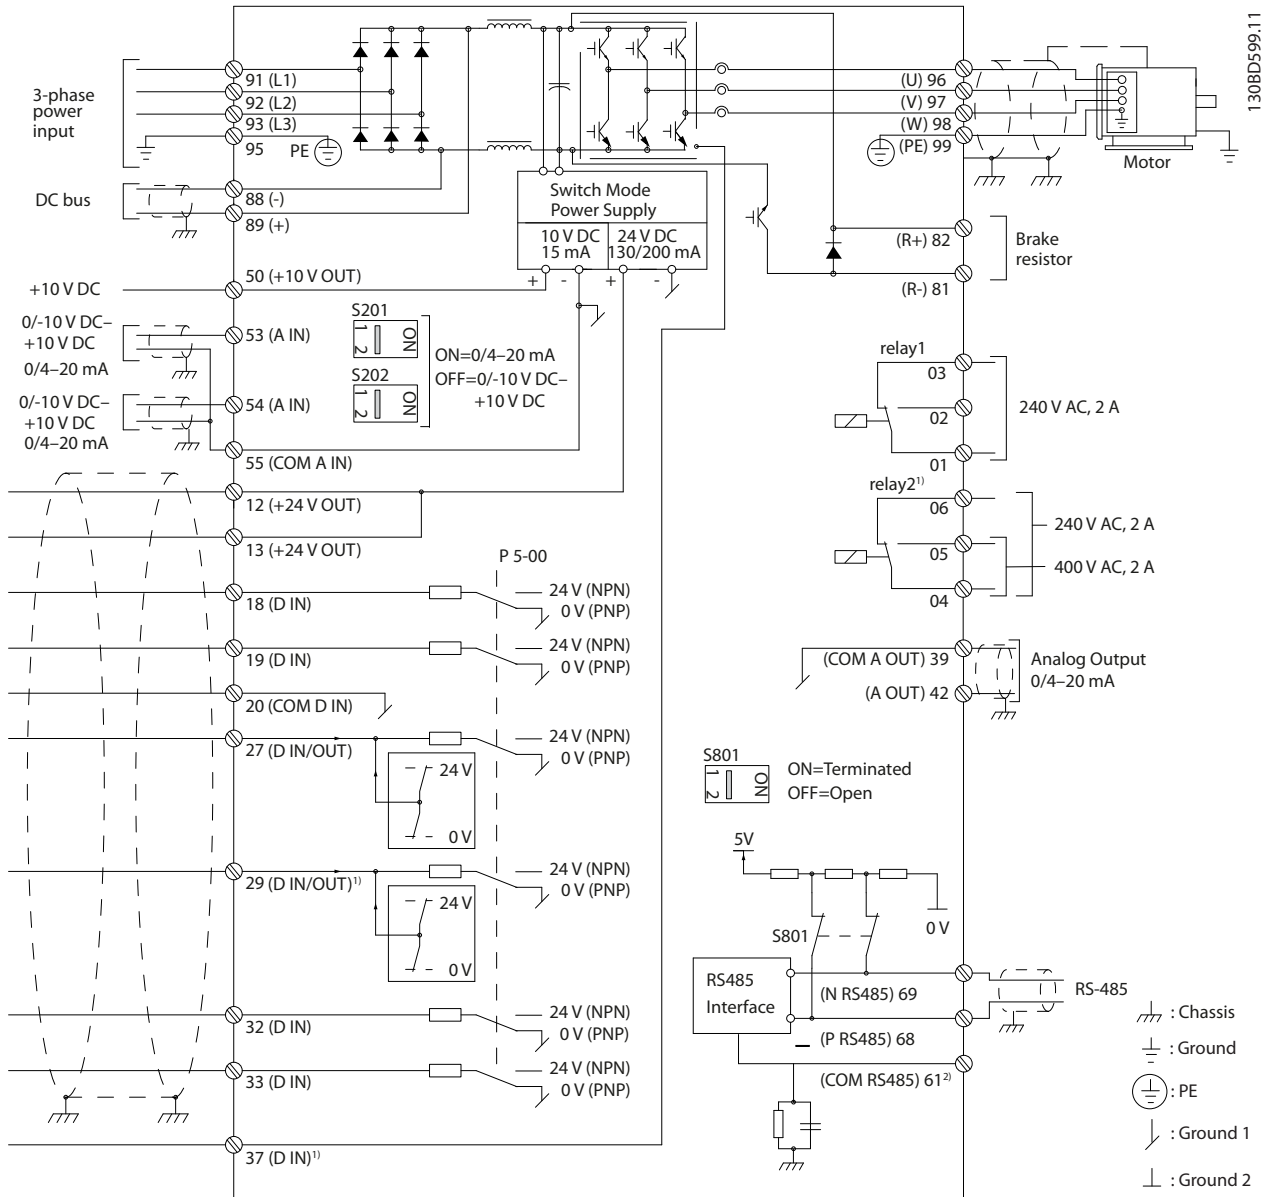 130BD599.11
3-phase
power
input
91 (L1)
92 (L2)
93 (L3)
95
PE
DC bus
88 (-)
89 (+)
Switch Mode
Power Supply
10 V DC
15 mA
24 V DC
130/200 mA
+ - + -
(U) 96
(V) 97
(W) 98
(PE) 99
Motor
(R+) 82
(R-) 81
Brake
resistor
+10 V DC
50 (+10 V OUT)
0/-10 V DC–
+10 V DC
0/4–20 mA
53 (A IN)
0/-10 V DC–
+10 V DC
0/4–20 mA
54 (A IN)
55 (COM A IN)
S201
1 2
ON
S202
1 2
ON
ON=0/4–20 mA
OFF=0/-10 V DC–
+10 V DC
relay1
03
02
01
240 V AC, 2 A
relay2¹⁾
06
05
04
240 V AC, 2 A
400 V AC, 2 A
12 (+24 V OUT)
13 (+24 V OUT)
P 5-00
18 (D IN)
24 V (NPN)
0 V (PNP)
19 (D IN)
24 V (NPN)
0 V (PNP)
20 (COM D IN)
27 (D IN/OUT)
24 V (NPN)
0 V (PNP)
24 V
0 V
29 (D IN/OUT)¹⁾
24 V (NPN)
0 V (PNP)
24 V
0 V
32 (D IN)
24 V (NPN)
0 V (PNP)
33 (D IN)
24 V (NPN)
0 V (PNP)
37 (D IN)¹⁾
(COM A OUT) 39
(A OUT) 42
Analog Output
0/4–20 mA
S801
1 2
ON
ON=Terminated
OFF=Open
5V
S801
0 V
RS485
Interface
(N RS485) 69
(P RS485) 68
(COM RS485) 61²⁾
RS-485
: Chassis
: Ground
: PE
: Ground 1
: Ground 2